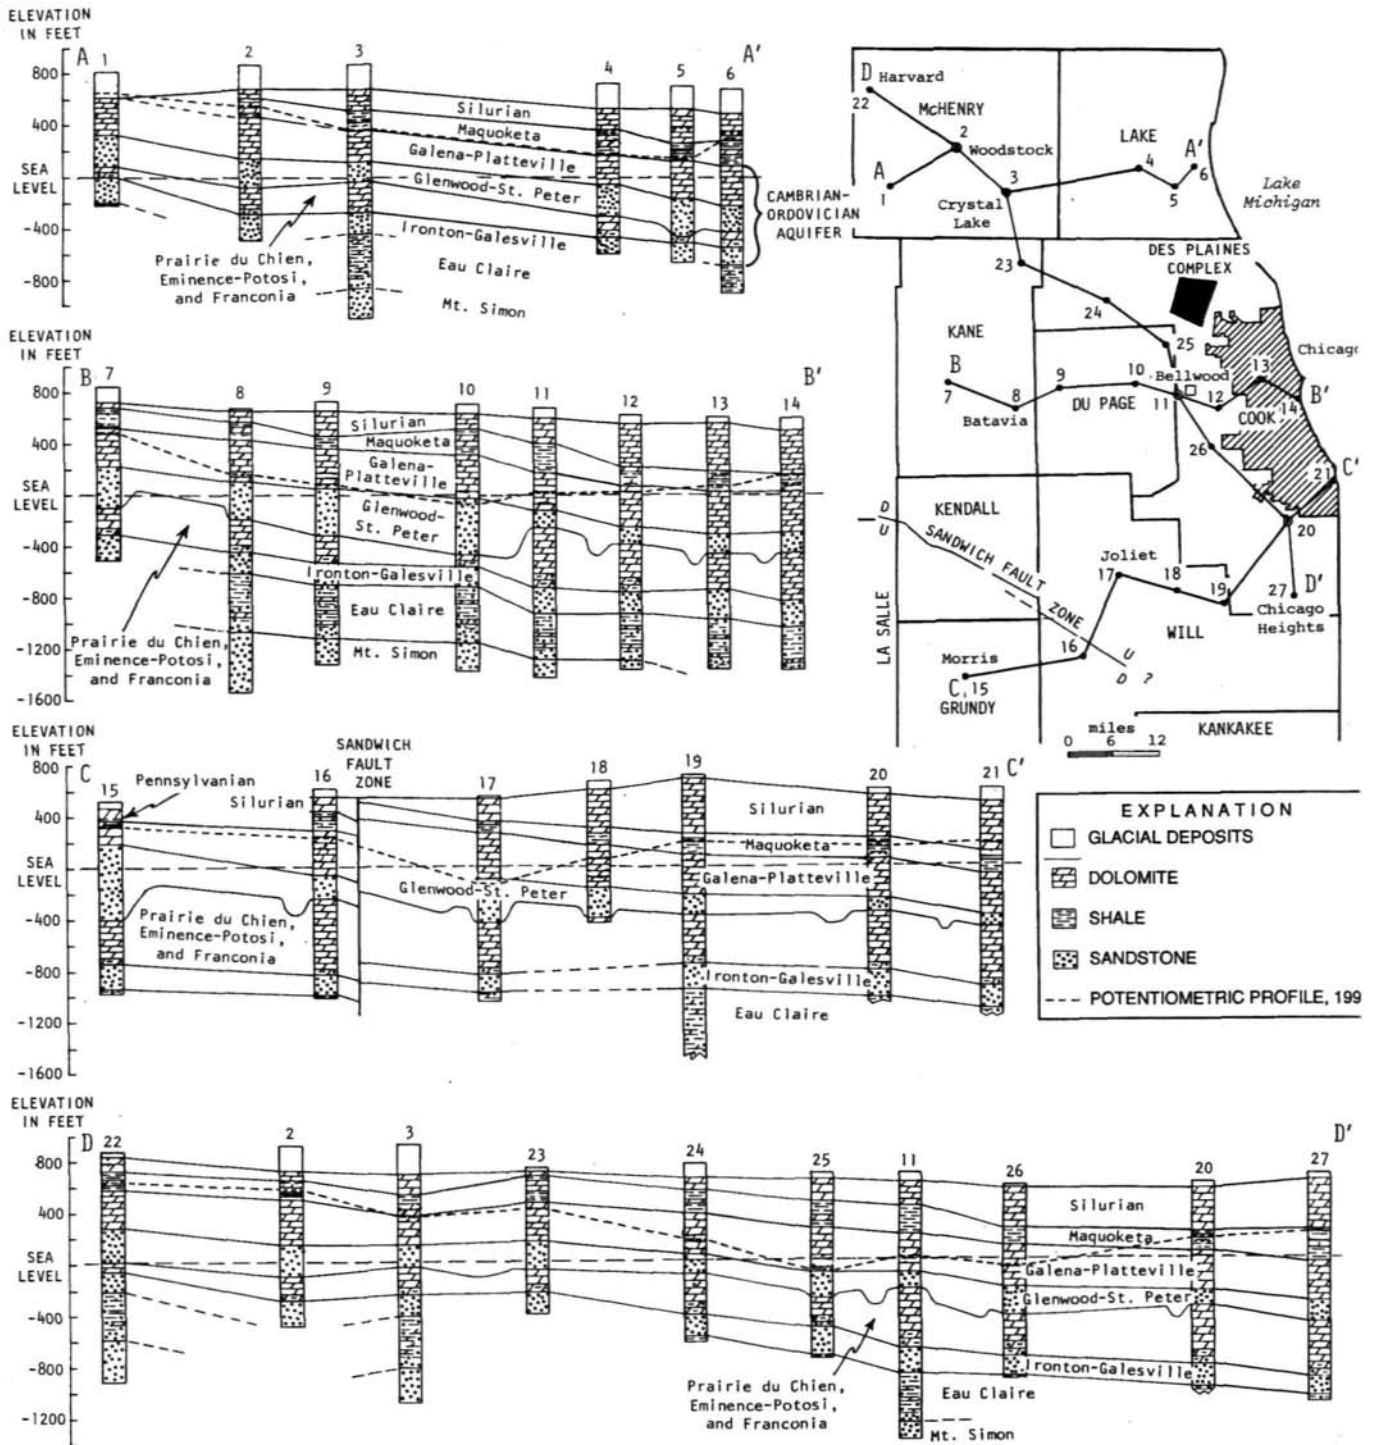 ELEVATION
IN FEET
A
A'
1
2
3
4
5
6
800
400
SEA
LEVEL
-400
-800
Silurian
Maquoketa
Galena-Platteville
Glenwood-St. Peter
Ironton-Galesville
Prairie du Chien,
Eminence-Potosi,
and Franconia
Eau Claire
Mt. Simon
CAMBRIAN-
ORDOVICIAN
AQUIFER
D Harvard
22
McHENRY
2
Woodstock
A
1
3
Crystal
Lake
LAKE
4
A'
6
5
Lake
Michigan
23
DES PLAINES
COMPLEX
24
25
KANE
B
7
8
Batavia
9
10
Bellwood
DU PAGE
11
12
13
Chicag
COOK
14
B'
26
21
C'
20
KENDALL
D
U
SANDWICH FAULT
ZONE
Joliet
17
18
19
27
D'
Chicago
Heights
LA SALLE
WILL
16
U
D ?
Morris
C, 15
GRUNDY
miles
0 6 12
KANKAKEE
ELEVATION
IN FEET
B
B'
7
8
9
10
11
12
13
14
800
400
SEA
LEVEL
-400
-800
-1200
-1600
Silurian
Maquoketa
Galena-
Platteville
Glenwood-
St. Peter
Ironton-Galesville
Eau Claire
Mt. Simon
Prairie du Chien,
Eminence-Potosi,
and Franconia
ELEVATION
IN FEET
C
C'
15
16
17
18
19
20
21
SANDWICH
FAULT
ZONE
800
400
SEA
LEVEL
-400
-800
-1200
-1600
Pennsylvanian
Silurian
Silurian
Maquoketa
Galena-Platteville
Glenwood-St. Peter
Prairie du Chien,
Eminence-Potosi,
and Franconia
Ironton-Galesville
Eau Claire
EXPLANATION
GLACIAL DEPOSITS
DOLOMITE
SHALE
SANDSTONE
POTENTIOMETRIC PROFILE, 199
ELEVATION
IN FEET
D
D'
22
2
3
23
24
25
11
26
20
27
800
400
SEA
LEVEL
-400
-800
-1200
Silurian
Maquoketa
Galena-Platteville
Glenwood-St. Peter
Ironton-Galesville
Prairie du Chien,
Eminence-Potosi,
and Franconia
Eau Claire
Mt. Simon